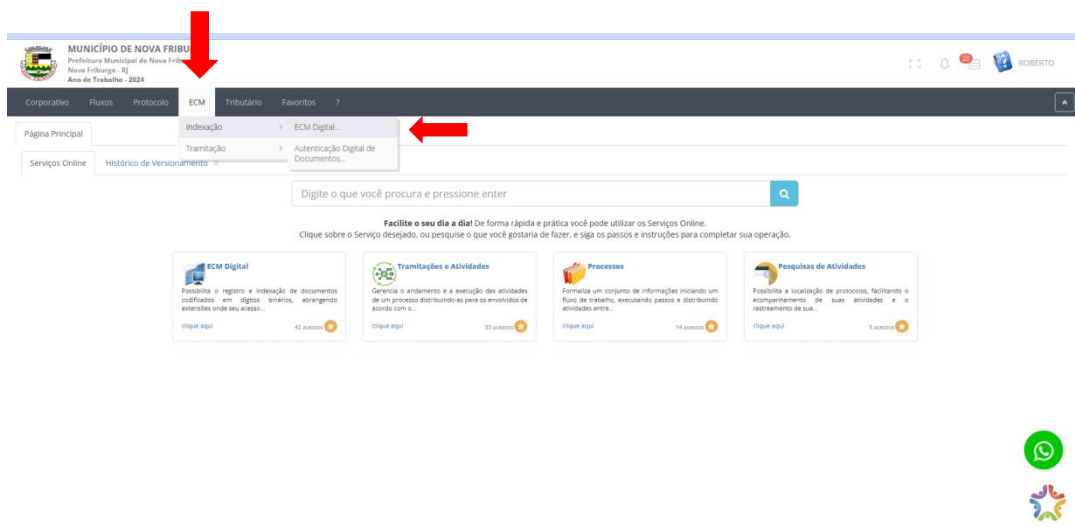 MUNICÍPIO DE NOVA FRIBU
Prefeitura Municipal de Nova Frib
Nova Friburgo - RJ
Ano de Trabalho - 2024
20
ROBERTO
Corporativo Fluxos Protocolo ECM Tributário Favoritos ?
Indexação
ECM Digital...
Tramitação
Autenticação Digital de
Documentos...
Página Principal
Serviços Online Histórico de Versionamento
Digite o que você procura e pressione enter
Facilite o seu dia a dia! De forma rápida e prática você pode utilizar os Serviços Online.
Clique sobre o Serviço desejado, ou pesquise o que você gostaria de fazer, e siga os passos e instruções para completar sua operação.
ECM Digital
Possibilita o registro e indexação de documentos
codificados em dígitos binários, abrangendo
extensões onde seu acesso...
clique aqui 42 acessos
Tramitações e Atividades
Gerencia o andamento e a execução das atividades
de um processo distribuindo-as para os envolvidos de
acordo com o...
clique aqui 33 acessos
Processos
Formaliza um conjunto de informações iniciando um
fluxo de trabalho, executando passos e distribuindo
atividades entre...
clique aqui 14 acessos
Pesquisas de Atividades
Possibilita a localização de protocolos, facilitando o
acompanhamento de suas atividades e o
rastreamento de sua...
clique aqui 5 acessos